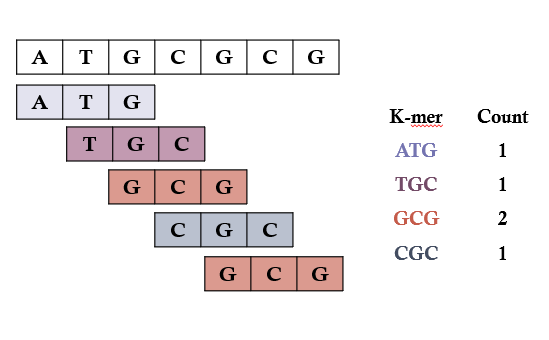 A T G C G C G
A T G
T G C
G C G
C G C
G C G
K-mer Count
ATG 1
TGC 1
GCG 2
CGC 1